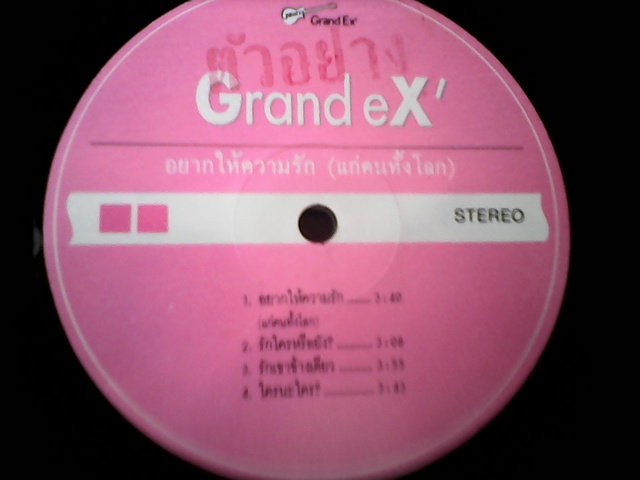 Grand Ex'
ตัวอย่าง
Grand eX'
อยากให้ความรัก (แก่คนทั้งโลก)
STEREO
1. อยากให้ความรัก ...... 3:40
(แก่คนทั้งโลก)
2. รักใครหรือยัง? .......... 3:08
3. รักเขาข้างเดียว .......... 3:55
4. ใครนะใคร? .............. 3:43